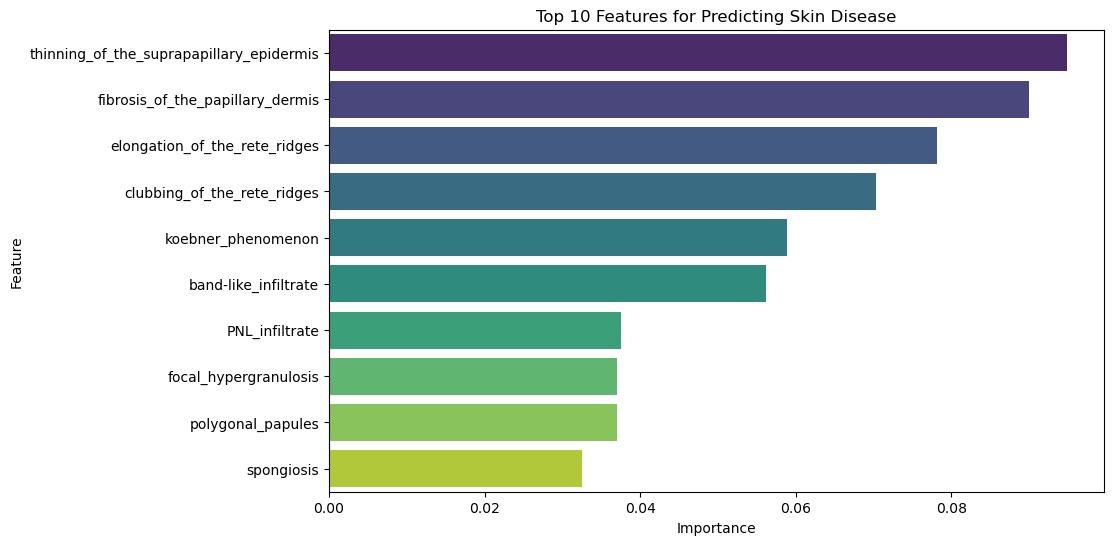 Top 10 Features for Predicting Skin Disease
thinning_of_the_suprapapillary_epidermis
fibrosis_of_the_papillary_dermis
elongation_of_the_rete_ridges
clubbing_of_the_rete_ridges
koebner_phenomenon
band-like_infiltrate
PNL_infiltrate
focal_hypergranulosis
polygonal_papules
spongiosis
Feature
0.00 0.02 0.04 0.06 0.08
Importance